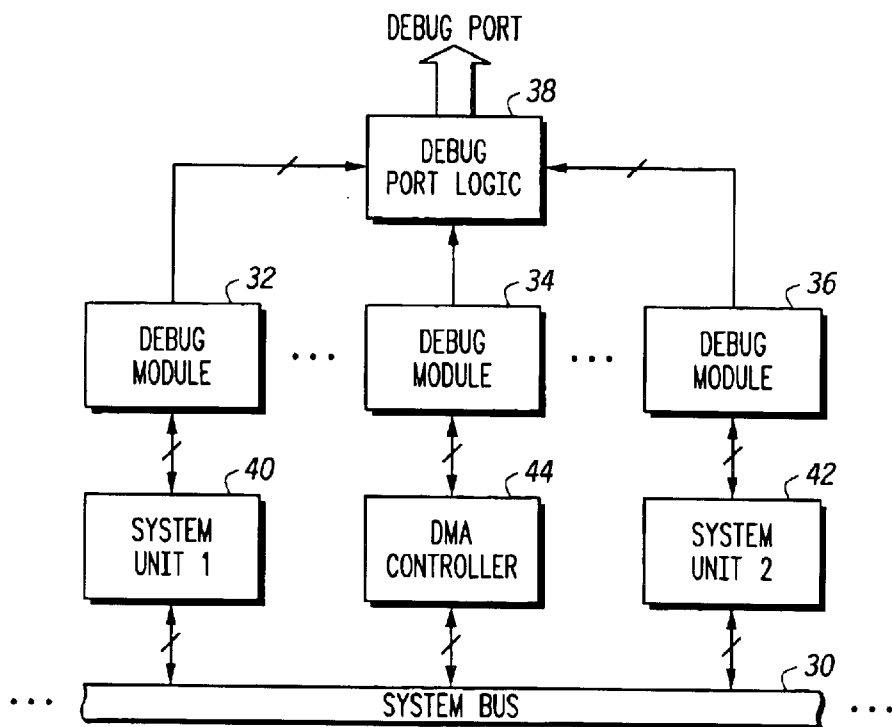 DEBUG PORT
38
DEBUG
PORT LOGIC
32
34
36
DEBUG
MODULE
...
DEBUG
MODULE
...
DEBUG
MODULE
40
44
42
SYSTEM
UNIT 1
DMA
CONTROLLER
SYSTEM
UNIT 2
30
... SYSTEM BUS ...